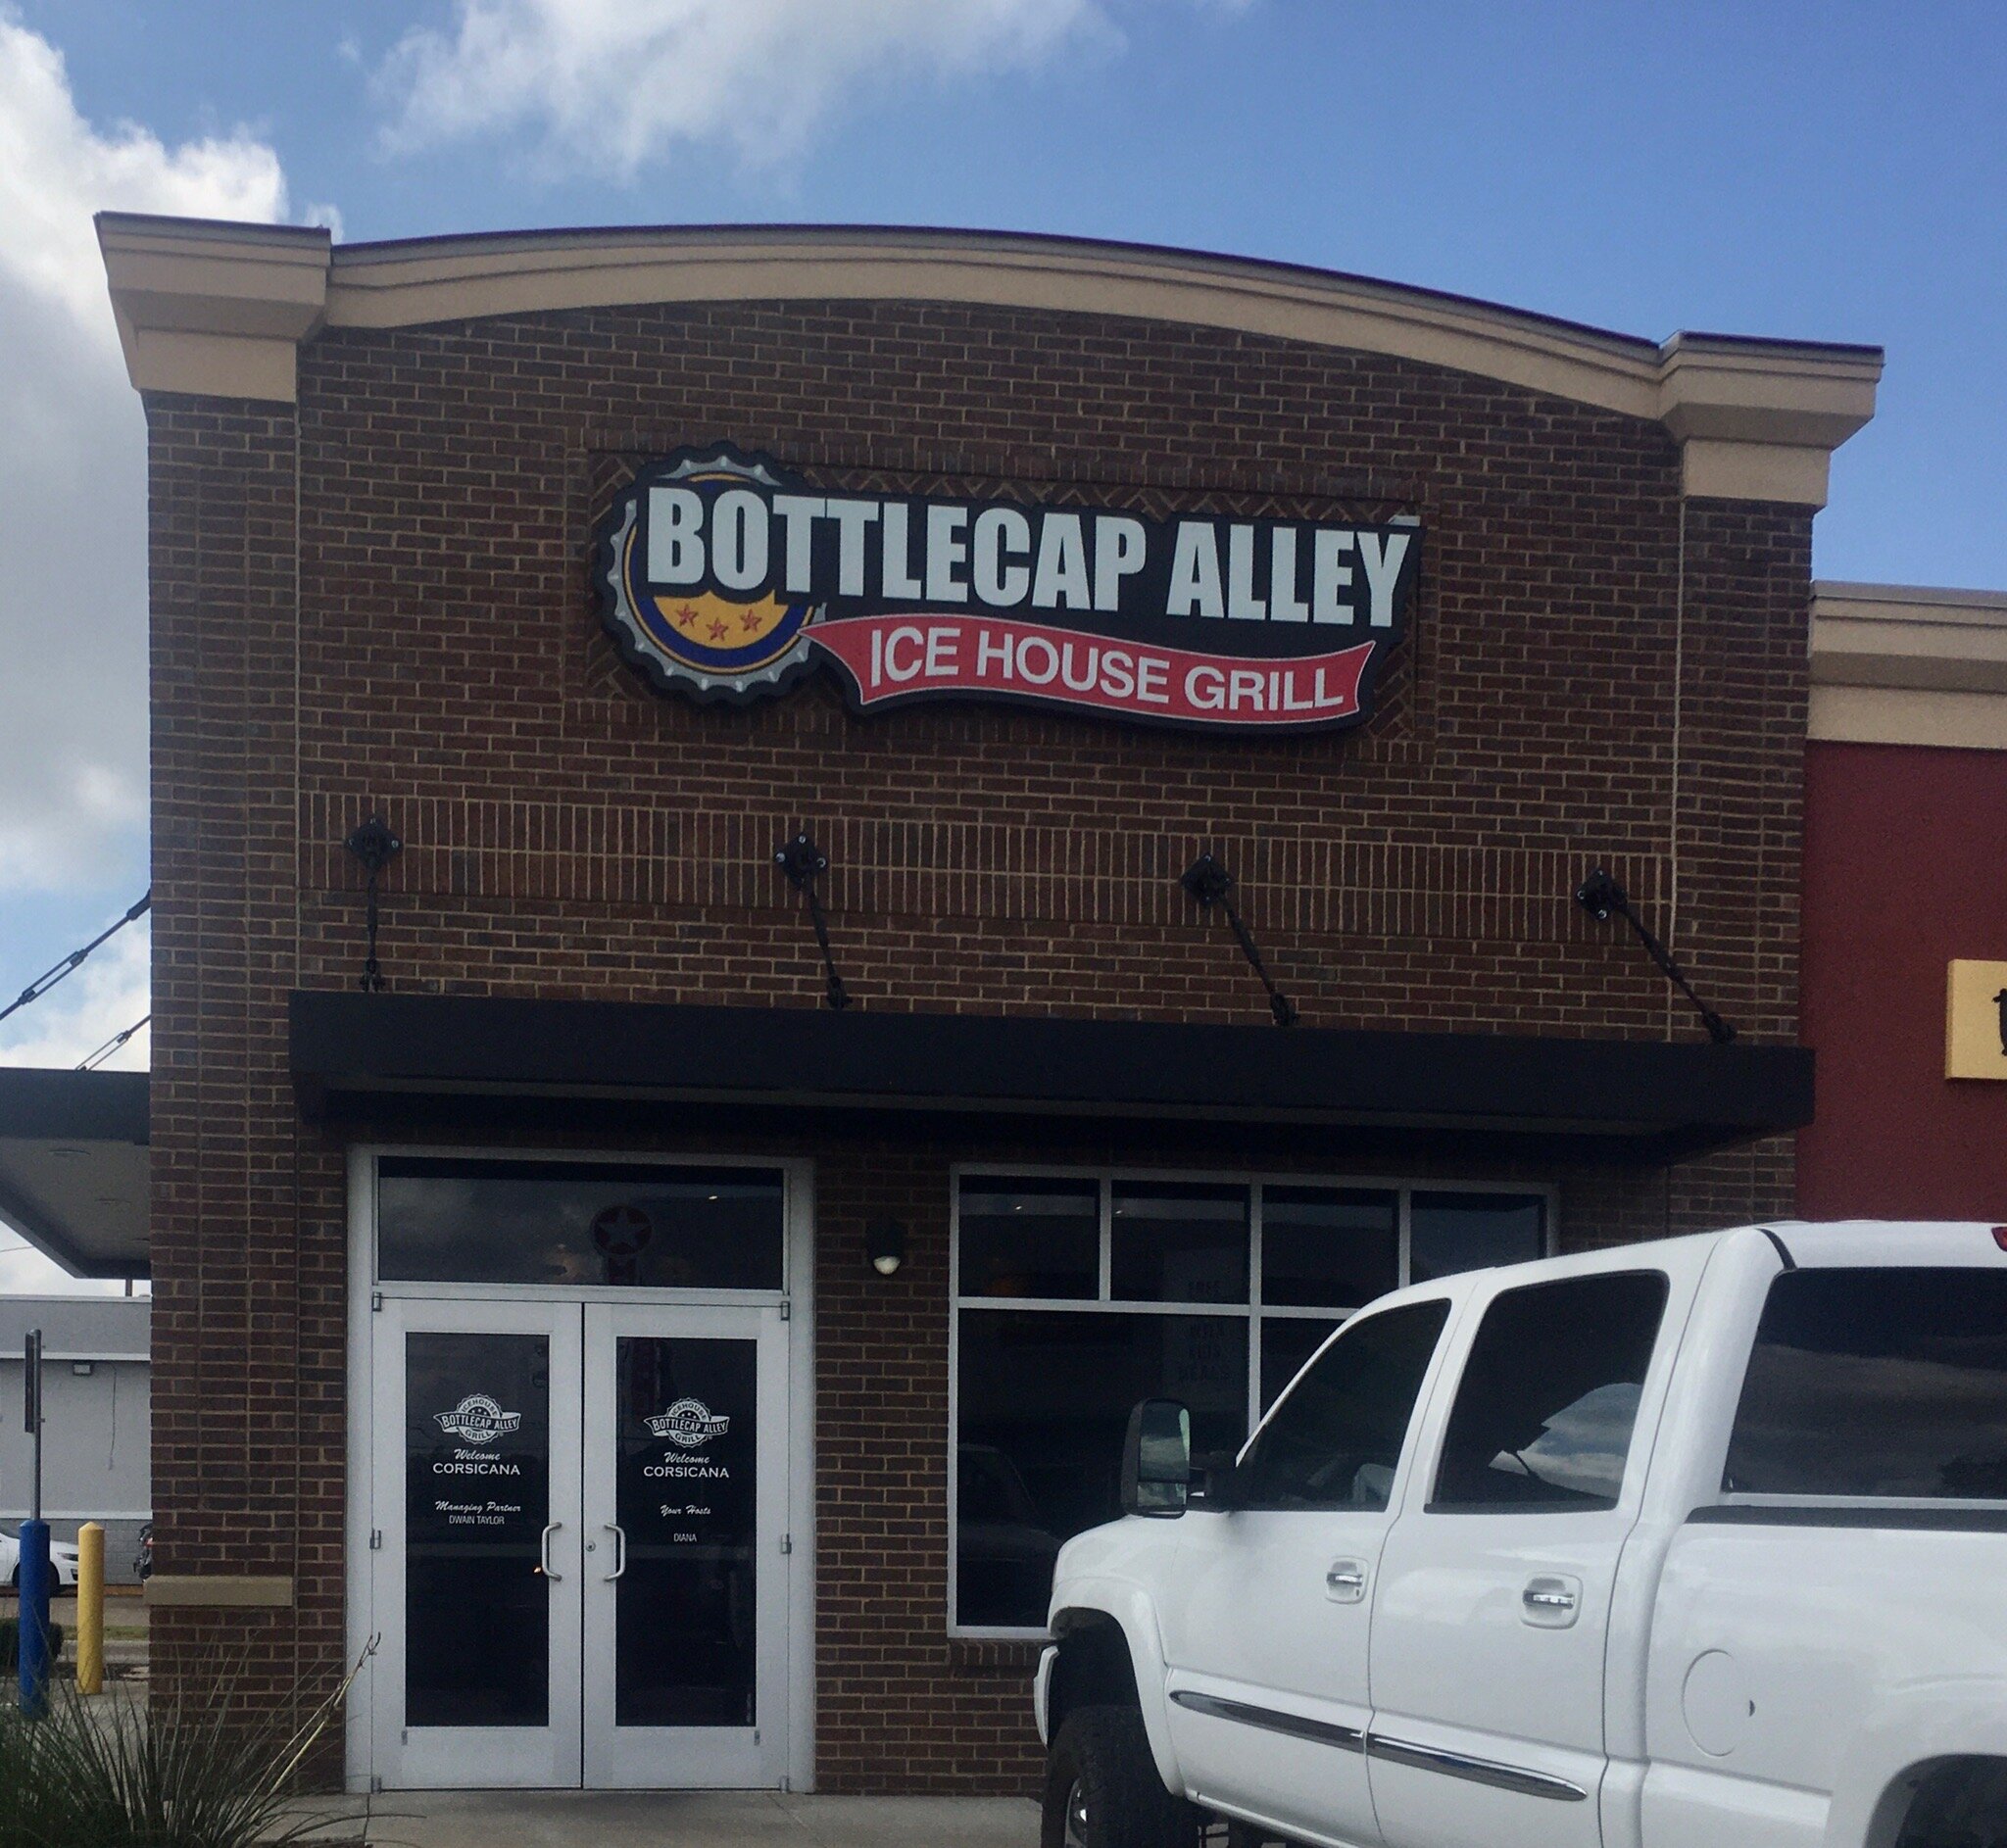 BOTTLECAP ALLEY
ICE HOUSE GRILL
ICEHOUSE
BOTTLECAP ALLEY
GRILL
Welcome
CORSICANA
Managing Partner
DWAIN TAYLOR
ICEHOUSE
BOTTLECAP ALLEY
GRILL
Welcome
CORSICANA
Your Hosts
DIANA